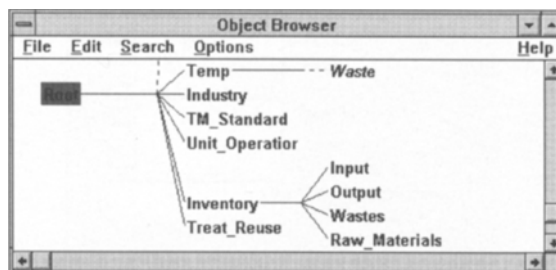 Object Browser
File Edit Search Options Help
Root
Temp Waste
Industry
TM_Standard
Unit_Operatior
Inventory
Treat_Reuse
Input
Output
Wastes
Raw_Materials